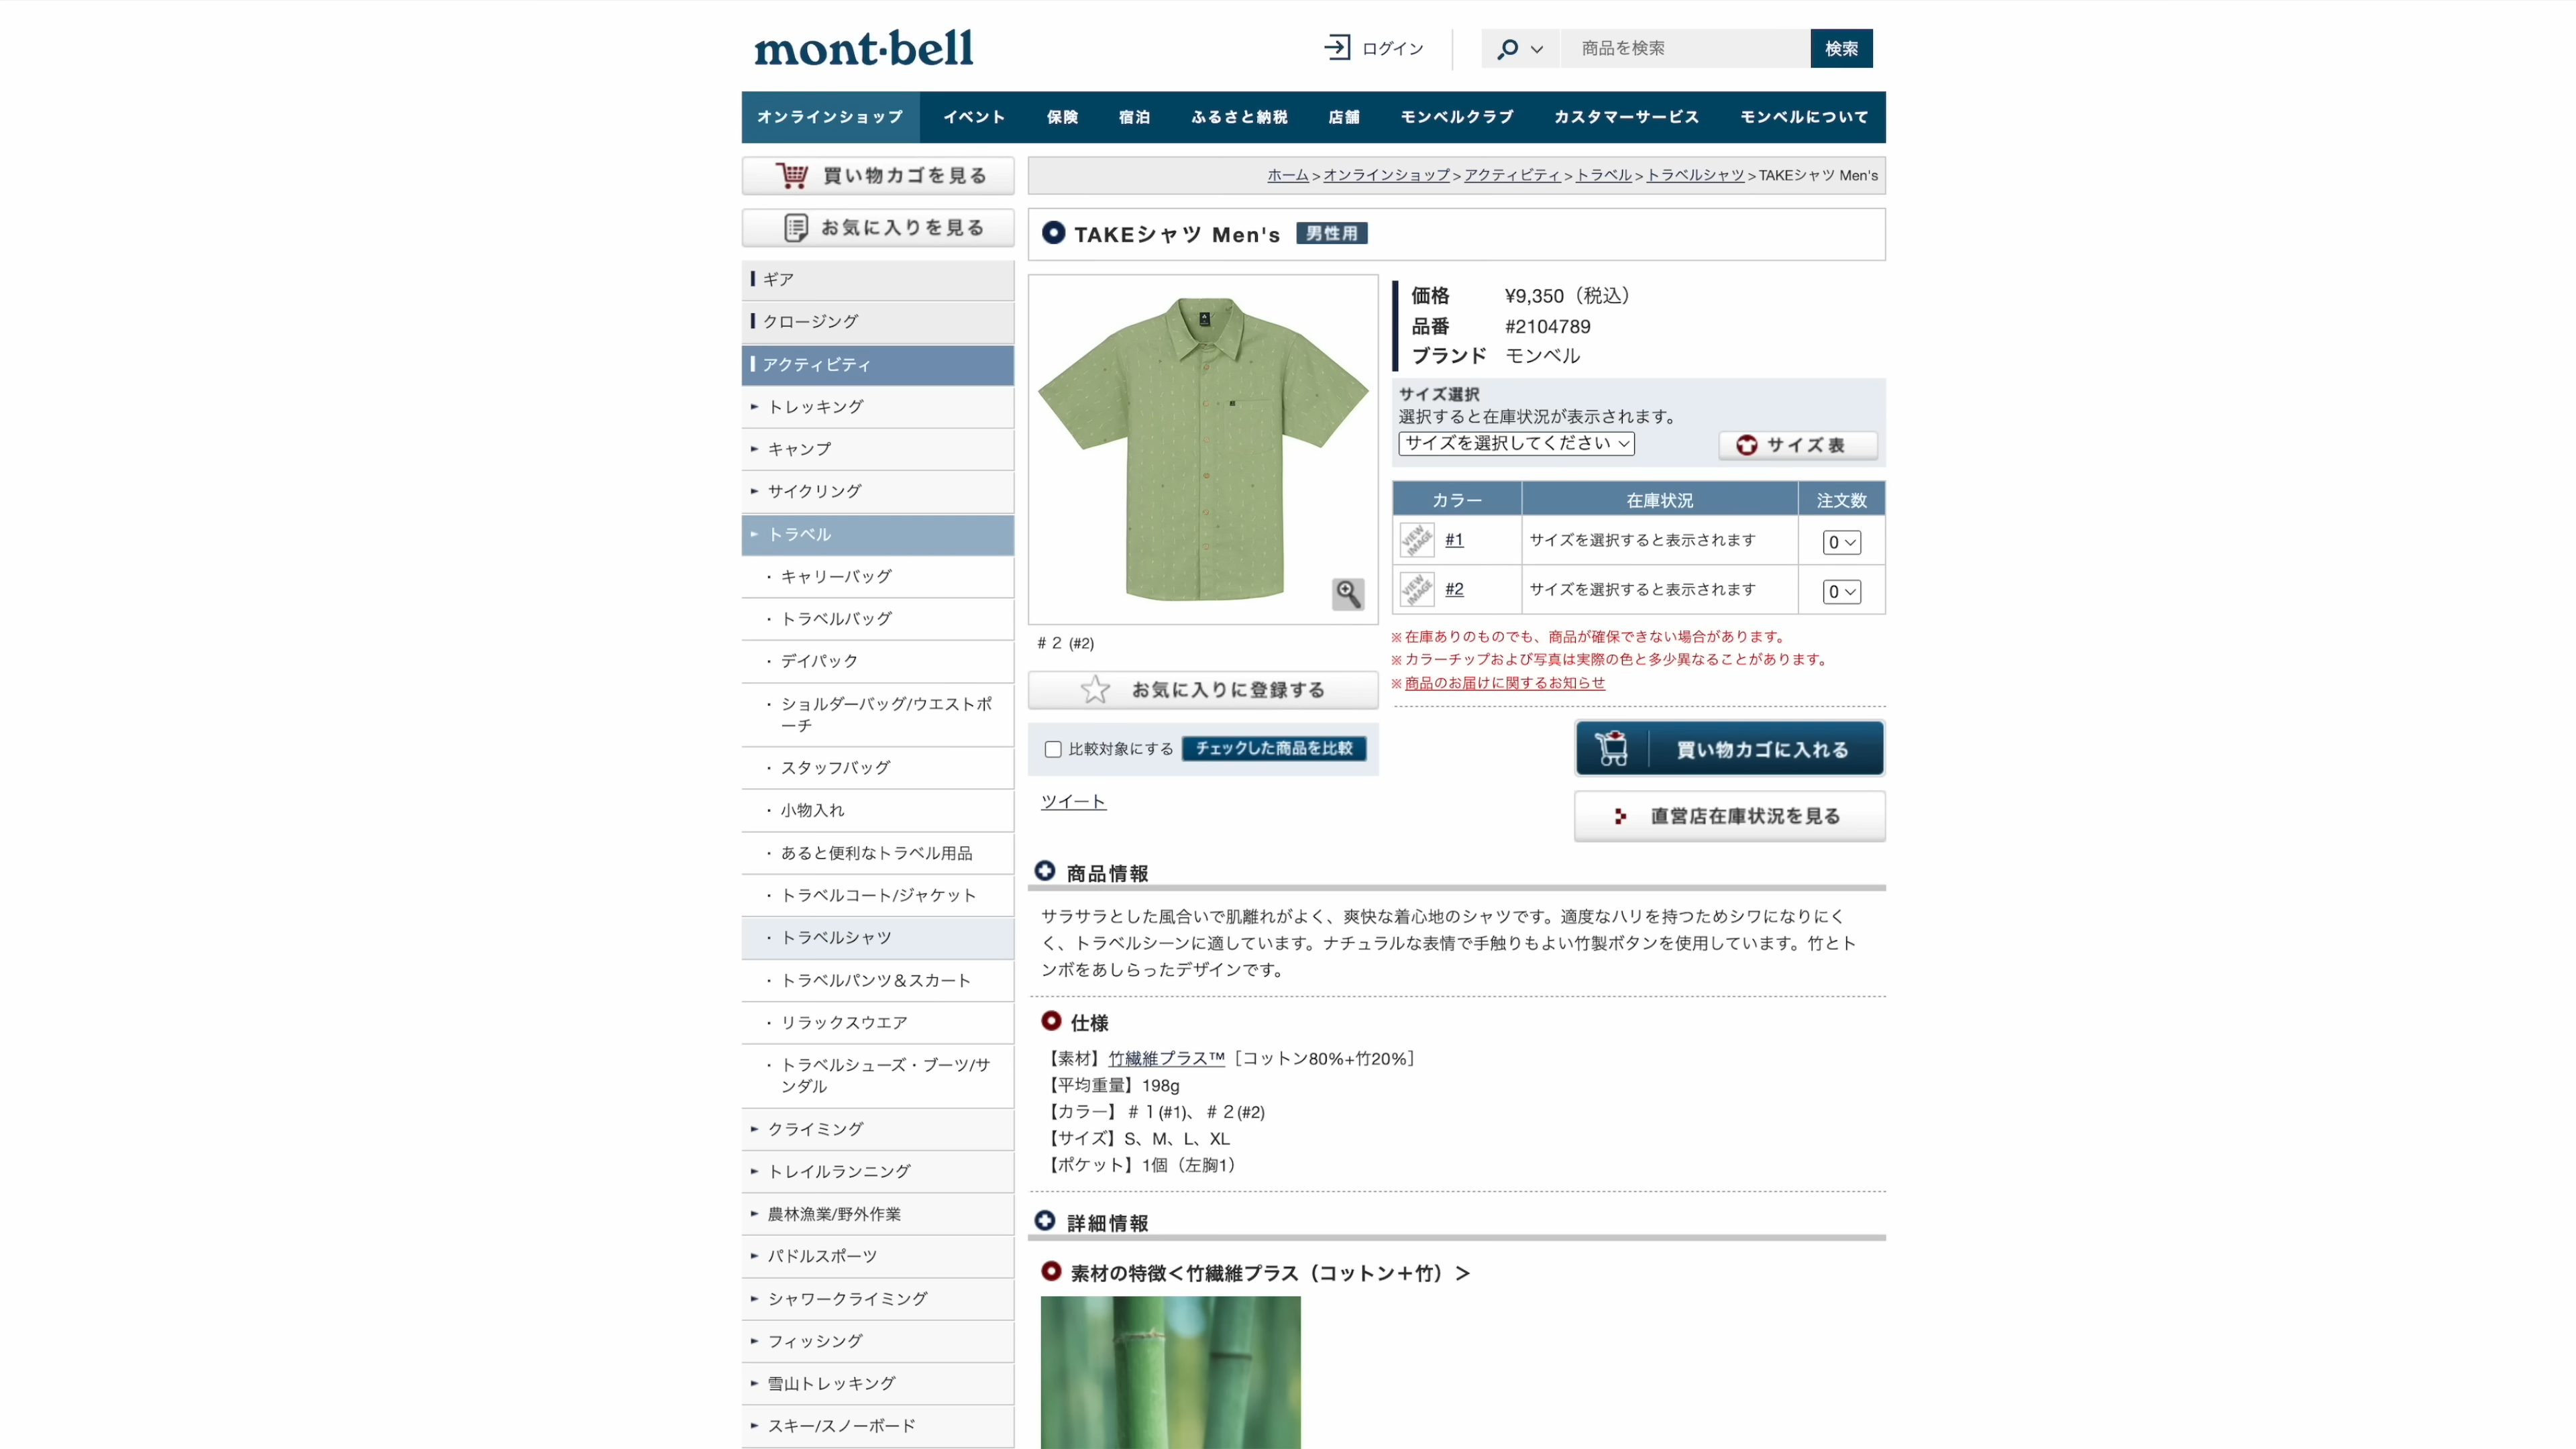 mont·bell
ログイン
商品を検索
検索
オンラインショップ イベント 保険 宿泊 ふるさと納税 店舗 モンベルクラブ カスタマーサービス モンベルについて
買い物カゴを見る
お気に入りを見る
ギア
クロージング
アクティビティ
トレッキング
キャンプ
サイクリング
トラベル
・キャリーバッグ
・トラベルバッグ
・デイパック
・ショルダーバッグ/ウエストポ
ーチ
・スタッフバッグ
・小物入れ
・あると便利なトラベル用品
・トラベルコート/ジャケット
・トラベルシャツ
・トラベルパンツ＆スカート
・リラックスウエア
・トラベルシューズ・ブーツ/サ
ンダル
クライミング
トレイルランニング
農林漁業/野外作業
パドルスポーツ
シャワークライミング
フィッシング
雪山トレッキング
スキー/スノーボード
ホーム > オンラインショップ > アクティビティ > トラベル > トラベルシャツ > TAKEシャツ Men's
TAKEシャツ Men's 男性用
＃２ (#2)
お気に入りに登録する
比較対象にする チェックした商品を比較
ツイート
価格 ¥9,350（税込）
品番 #2104789
ブランド モンベル
サイズ選択
選択すると在庫状況が表示されます。
サイズを選択してください
サイズ表
カラー 在庫状況 注文数
VIEW IMAGE #1 サイズを選択すると表示されます 0
VIEW IMAGE #2 サイズを選択すると表示されます 0
※在庫ありのものでも、商品が確保できない場合があります。
※カラーチップおよび写真は実際の色と多少異なることがあります。
※商品のお届けに関するお知らせ
買い物カゴに入れる
直営店在庫状況を見る
商品情報
サラサラとした風合いで肌離れがよく、爽快な着心地のシャツです。適度なハリを持つためシワになりにく
く、トラベルシーンに適しています。ナチュラルな表情で手触りもよい竹製ボタンを使用しています。竹とト
ンボをあしらったデザインです。
仕様
【素材】竹繊維プラス™［コットン80%+竹20%］
【平均重量】198g
【カラー】＃１(#1)、＃２(#2)
【サイズ】S、M、L、XL
【ポケット】1個（左胸1）
詳細情報
素材の特徴＜竹繊維プラス（コットン＋竹）＞